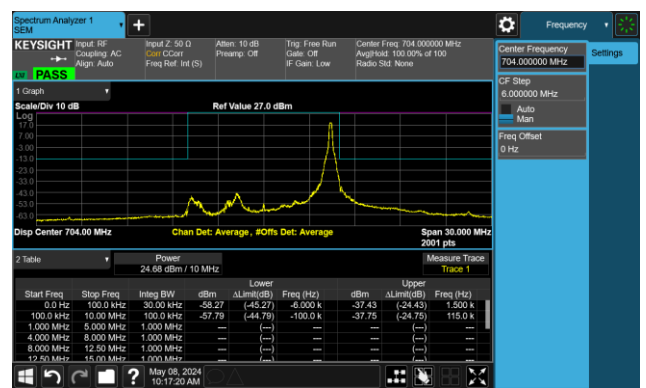 Spectrum Analyzer 1
SEM
Frequency
KEYSIGHT
Input: RF
Coupling: AC
Align: Auto
Input Z: 50 Ω
Corr CCorr
Freq Ref: Int (S)
Atten: 10 dB
Preamp: Off
Trig: Free Run
Gate: Off
IF Gain: Low
Center Freq: 704.000000 MHz
Avg|Hold: 100.00% of 100
Radio Std: None
LW PASS
Center Frequency
704.000000 MHz
Settings
CF Step
6.000000 MHz
Auto
Man
Freq Offset
0 Hz
1 Graph
Scale/Div 10 dB
Ref Value 27.0 dBm
Log
17.0
7.00
-3.00
-13.0
-23.0
-33.0
-43.0
-53.0
-63.0
Disp Center 704.00 MHz
Chan Det: Average, #Offs Det: Average
Span 30.000 MHz
2001 pts
2 Table
Power
24.68 dBm / 10 MHz
Measure Trace
Trace 1
Lower Upper
Start Freq Stop Freq Integ BW dBm ΔLimit(dB) Freq (Hz) dBm ΔLimit(dB) Freq (Hz)
0.0 Hz 100.0 kHz 30.00 kHz -58.27 (-45.27) -6.000 k -37.43 (-24.43) 1.500 k
100.0 kHz 10.00 MHz 100.0 kHz -57.79 (-44.79) -100.0 k -37.75 (-24.75) 115.0 k
1.000 MHz 5.000 MHz 1.000 MHz --- (---) --- --- (---) ---
4.000 MHz 8.000 MHz 1.000 MHz --- (---) --- --- (---) ---
8.000 MHz 12.50 MHz 1.000 MHz --- (---) --- --- (---) ---
12.50 MHz 15.00 MHz 1.000 MHz --- (---) --- --- (---) ---
May 08, 2024
10:17:20 AM